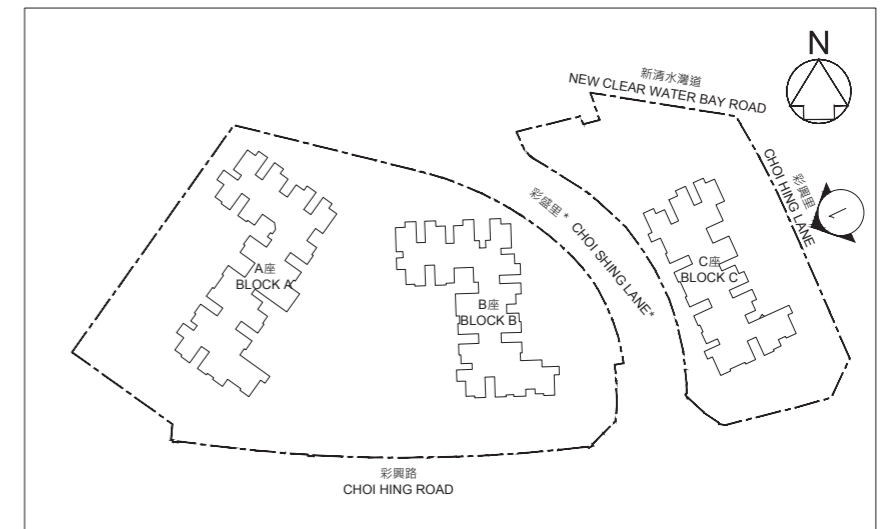 N
新清水灣道
NEW CLEAR WATER BAY ROAD
彩興里
CHOI HING LANE
1
彩盛里*
CHOI SHING LANE*
A座
BLOCK A
B座
BLOCK B
C座
BLOCK C
彩興路
CHOI HING ROAD